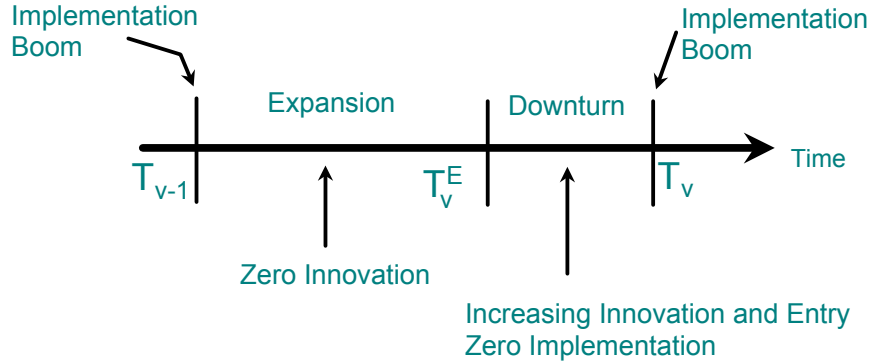 Implementation
Boom
Implementation
Boom
Expansion
Downturn
Time
T_{v-1}
T_v^E
T_v
Zero Innovation
Increasing Innovation and Entry
Zero Implementation